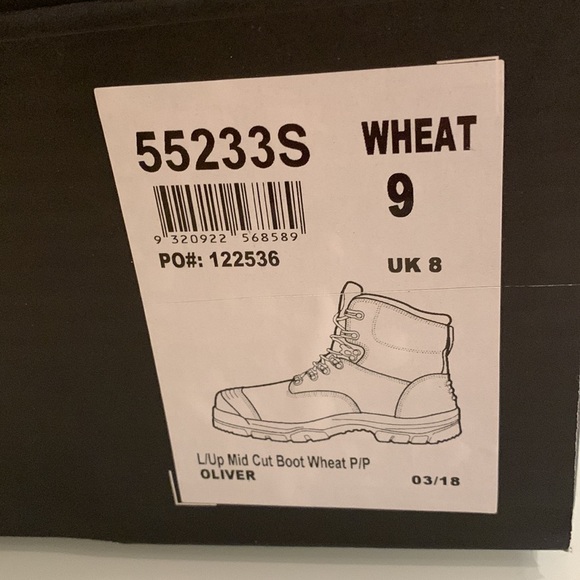 55233S
WHEAT
9
9 320922 568589
PO#: 122536
UK 8
L/Up Mid Cut Boot Wheat P/P
OLIVER
03/18